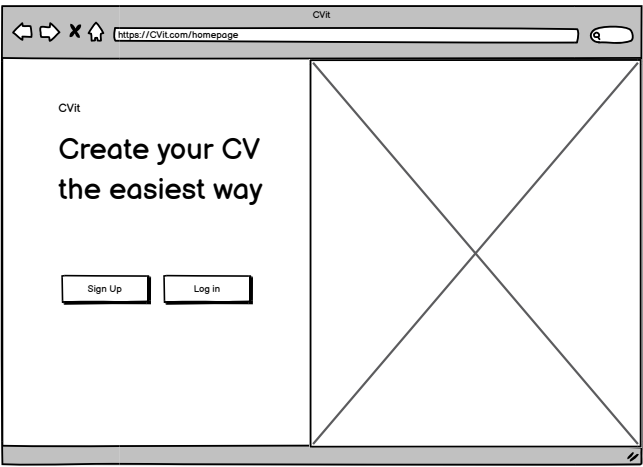 CVit
https://CVit.com/homepage
CVit
Create your CV
the easiest way
Sign Up
Log in